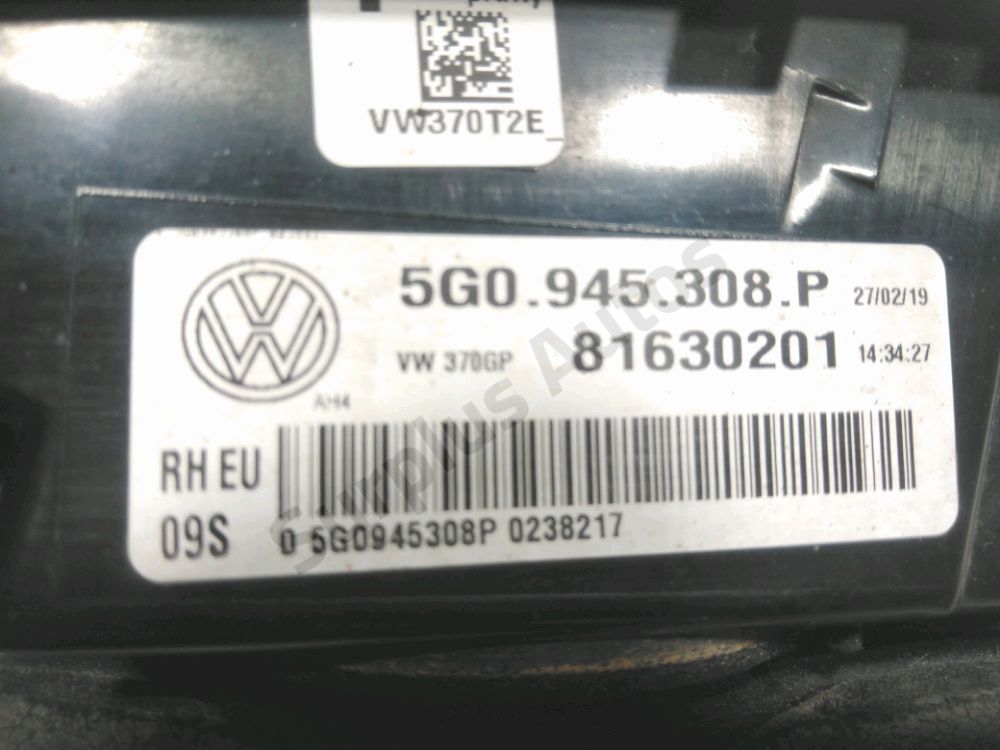 VW370T2E_
5G0.945.308.P 27/02/19
VW 370GP 81630201 14:34:27
AH4
RH EU
09S 0 5G0945308P 0238217
Surplus Autos